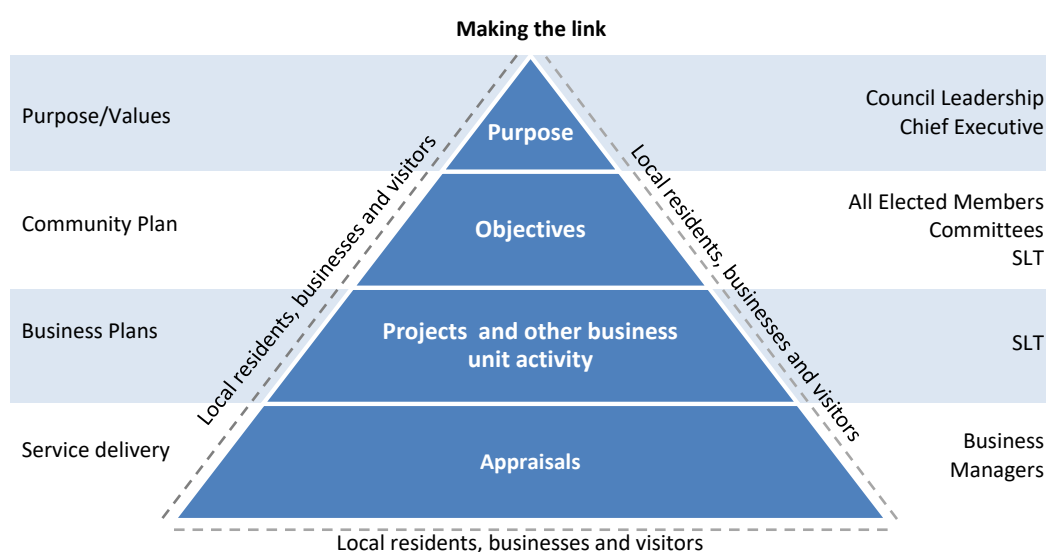 Making the link
Purpose/Values
Purpose
Council Leadership
Chief Executive
Community Plan
Objectives
All Elected Members
Committees
SLT
Business Plans
Projects and other business
unit activity
SLT
Service delivery
Appraisals
Business
Managers
Local residents, businesses and visitors
Local residents, businesses and visitors
Local residents, businesses and visitors